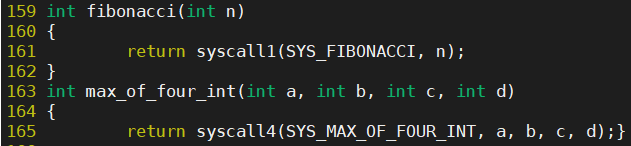 159 int fibonacci(int n)
160 {
161         return syscall1(SYS_FIBONACCI, n);
162 }
163 int max_of_four_int(int a, int b, int c, int d)
164 {
165         return syscall4(SYS_MAX_OF_FOUR_INT, a, b, c, d);}